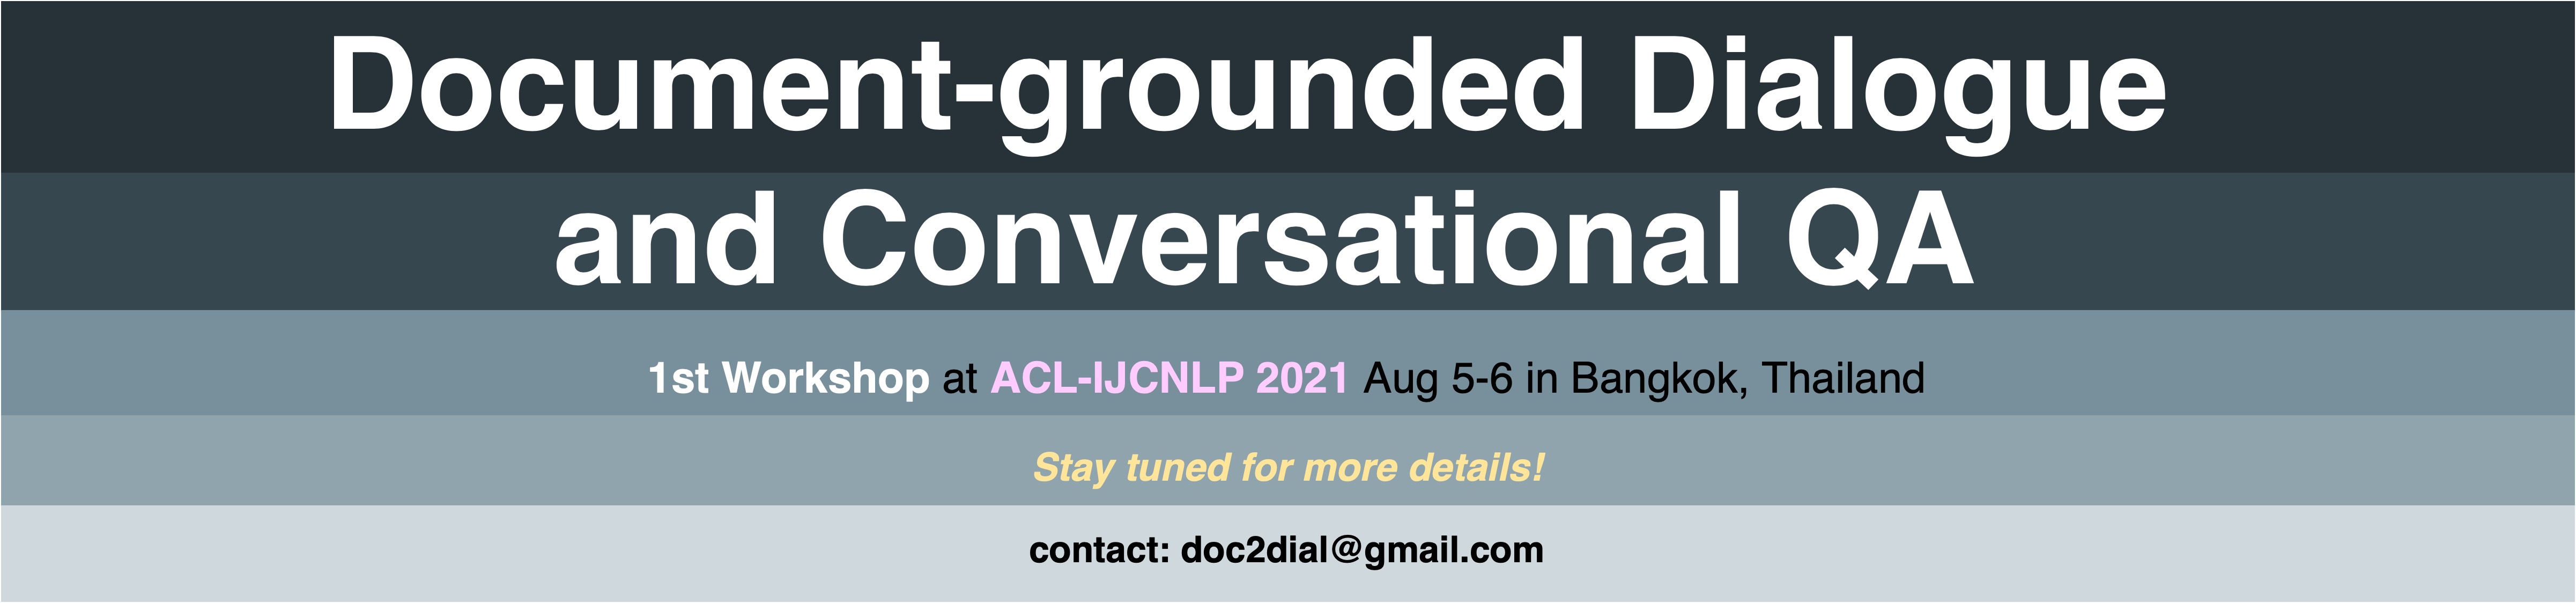 Document-grounded Dialogue
and Conversational QA
1st Workshop at ACL-IJCNLP 2021 Aug 5-6 in Bangkok, Thailand
Stay tuned for more details!
contact: doc2dial@gmail.com